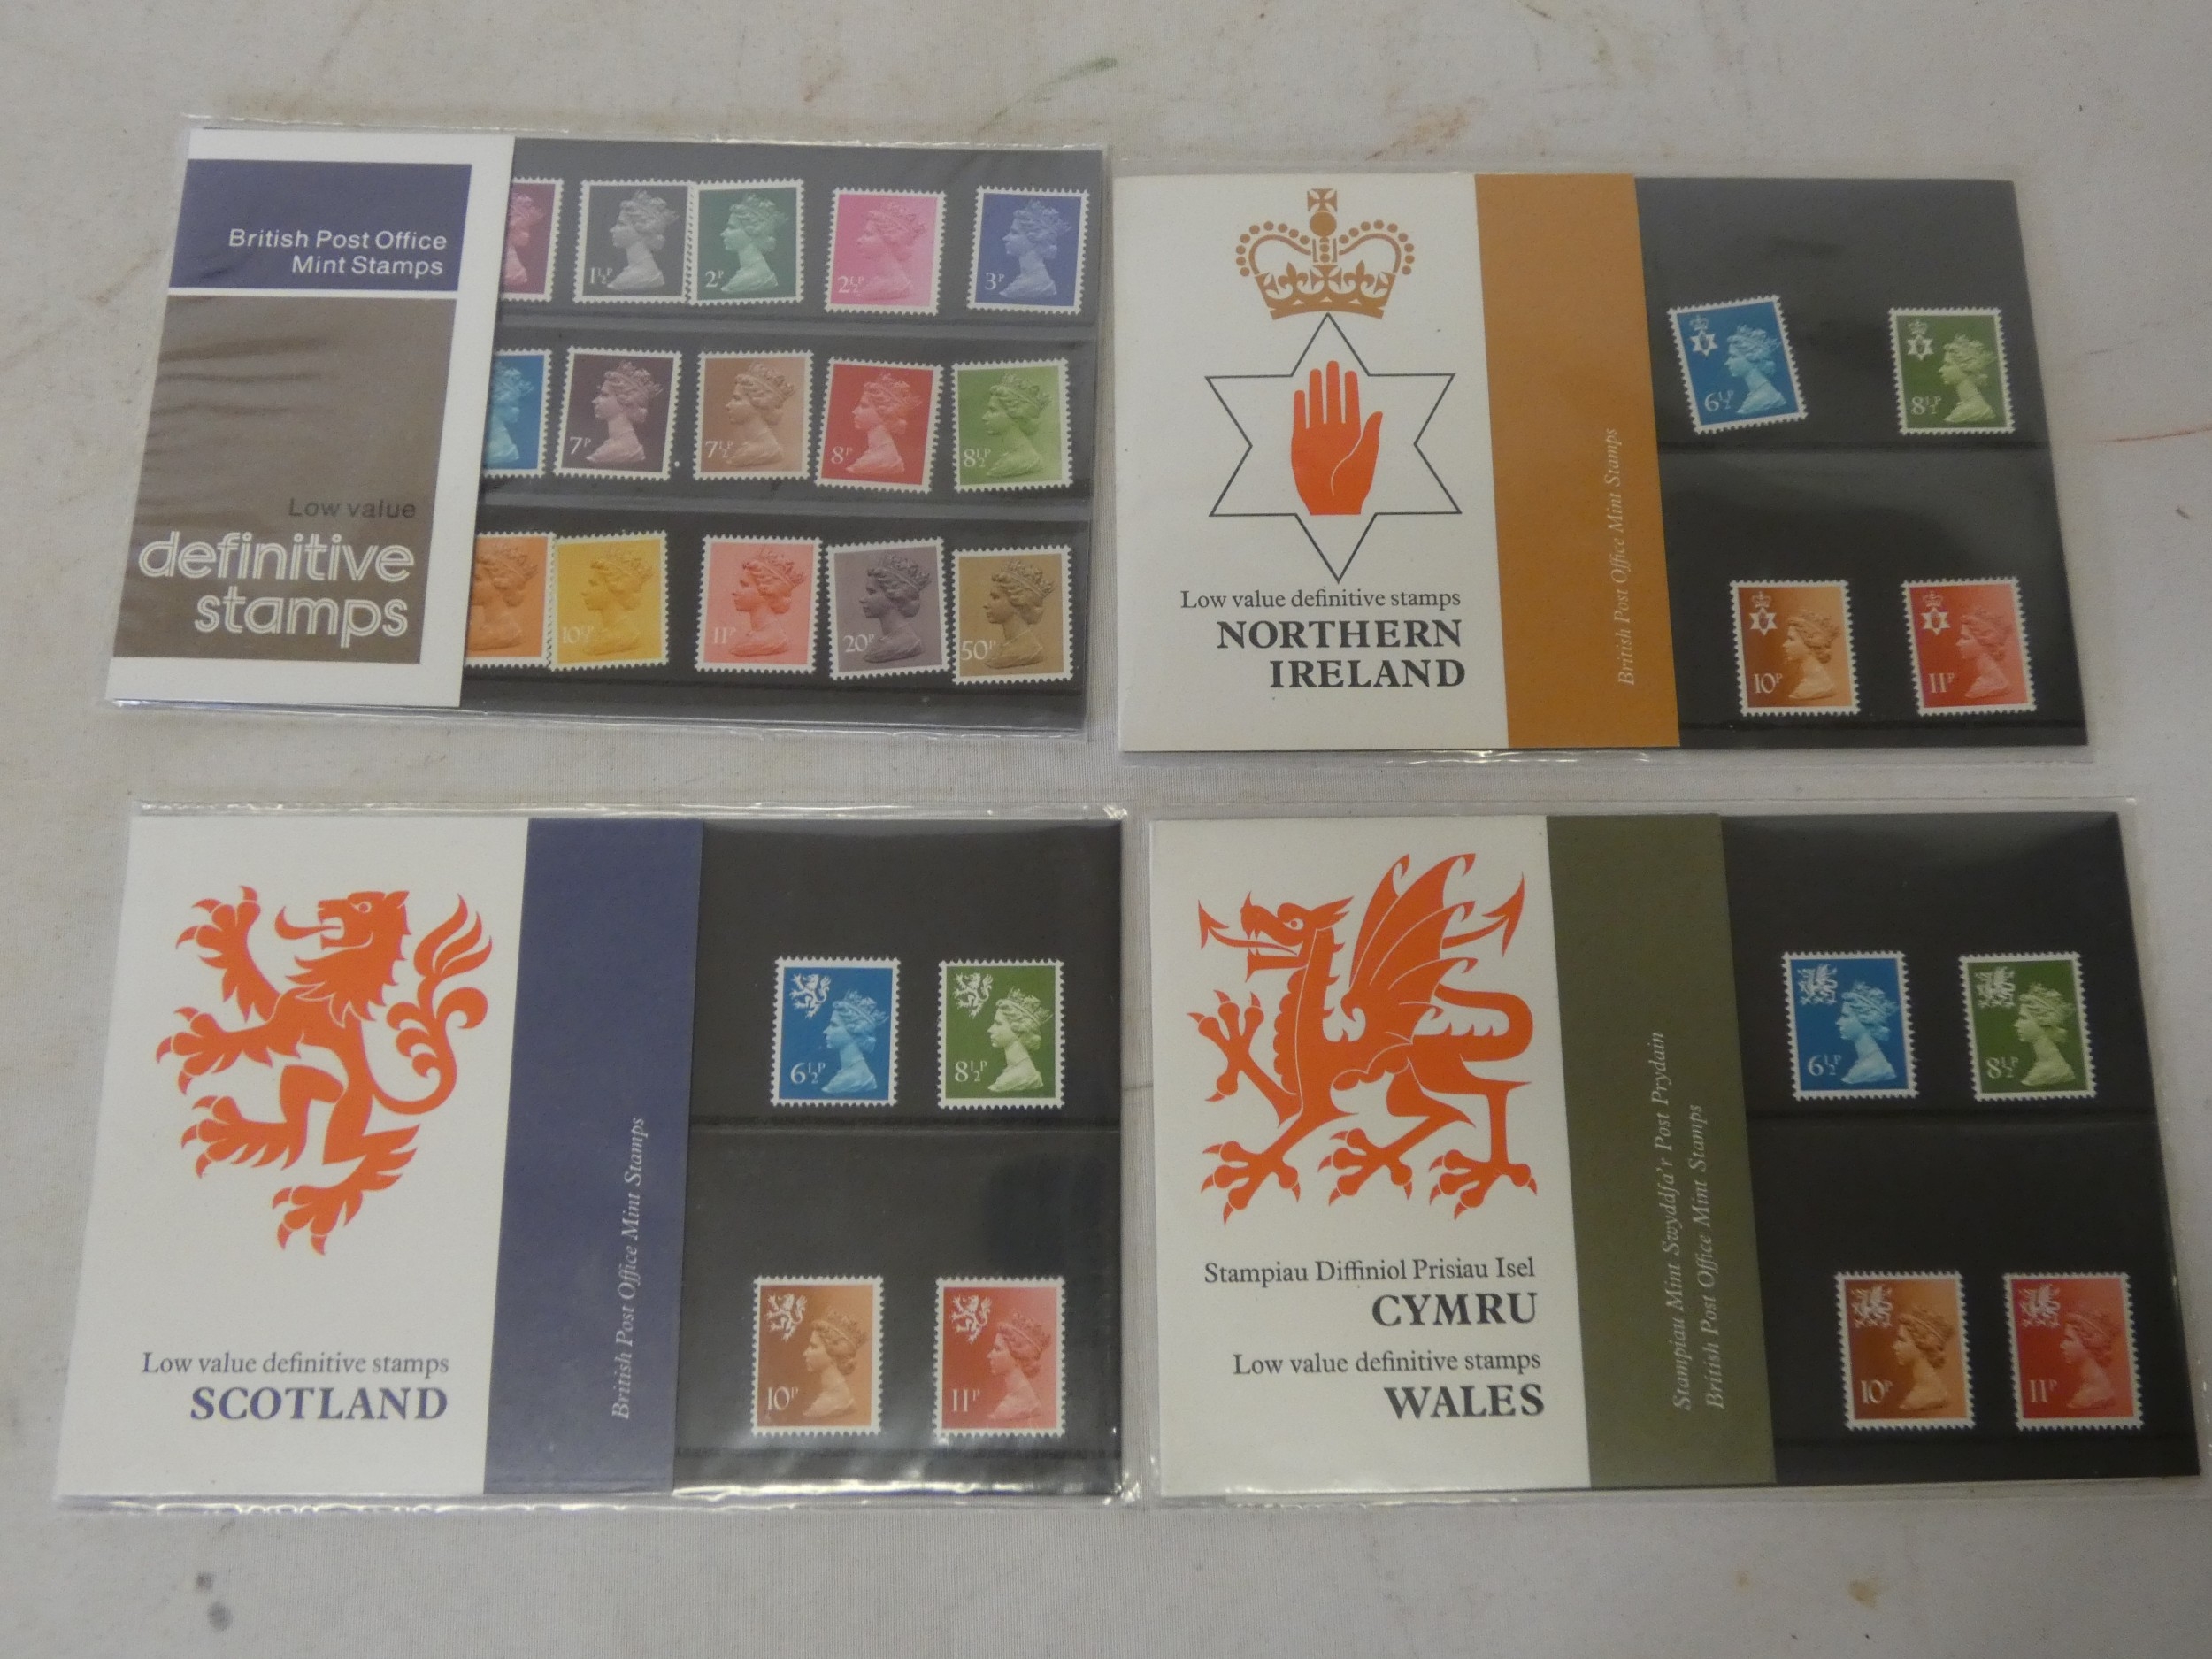 British Post Office
Mint Stamps
Low value
definitive
stamps
1½P
2P
2½P
3P
7P
7½P
8P
8½P
10½P
11P
20P
50P
Low value definitive stamps
NORTHERN
IRELAND
British Post Office Mint Stamps
6½P
8½P
10P
11P
Low value definitive stamps
SCOTLAND
British Post Office Mint Stamps
6½P
8½P
10P
11P
Stampiau Diffiniol Prisiau Isel
CYMRU
Low value definitive stamps
WALES
Stampiau Mint Swyddfa'r Post Prydain
British Post Office Mint Stamps
6½P
8½P
10P
11P